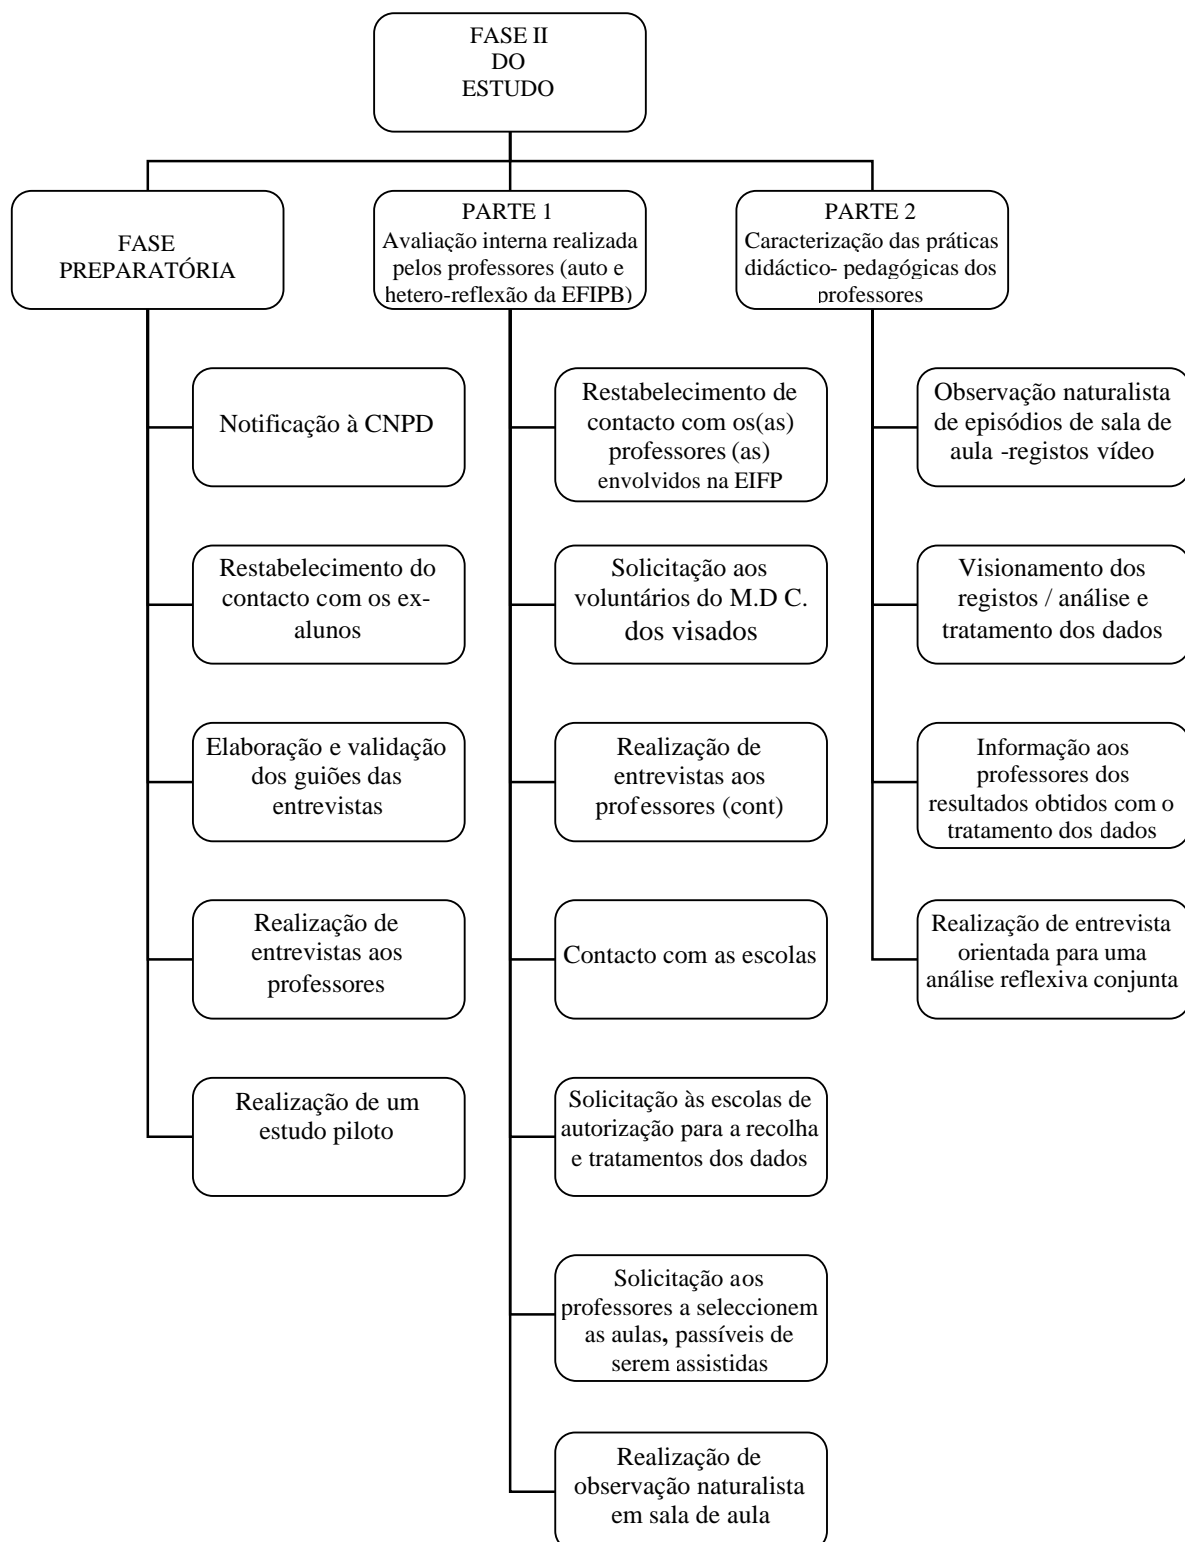 FASE II
DO
ESTUDO
FASE
PREPARATÓRIA
Notificação à CNPD
Restabelecimento do
contacto com os ex-
alunos
Elaboração e validação
dos guiões das
entrevistas
Realização de
entrevistas aos
professores
Realização de um
estudo piloto
PARTE 1
Avaliação interna realizada
pelos professores (auto e
hetero-reflexão da EFIPB)
Restabelecimento de
contacto com os(as)
professores (as)
envolvidos na EIFP
Solicitação aos
voluntários do M.D C.
dos visados
Realização de
entrevistas aos
professores (cont)
Contacto com as escolas
Solicitação às escolas de
autorização para a recolha
e tratamentos dos dados
Solicitação aos
professores a seleccionem
as aulas, passíveis de
serem assistidas
Realização de
observação naturalista
em sala de aula
PARTE 2
Caracterização das práticas
didáctico- pedagógicas dos
professores
Observação naturalista
de episódios de sala de
aula -registos vídeo
Visionamento dos
registos / análise e
tratamento dos dados
Informação aos
professores dos
resultados obtidos com o
tratamento dos dados
Realização de entrevista
orientada para uma
análise reflexiva conjunta